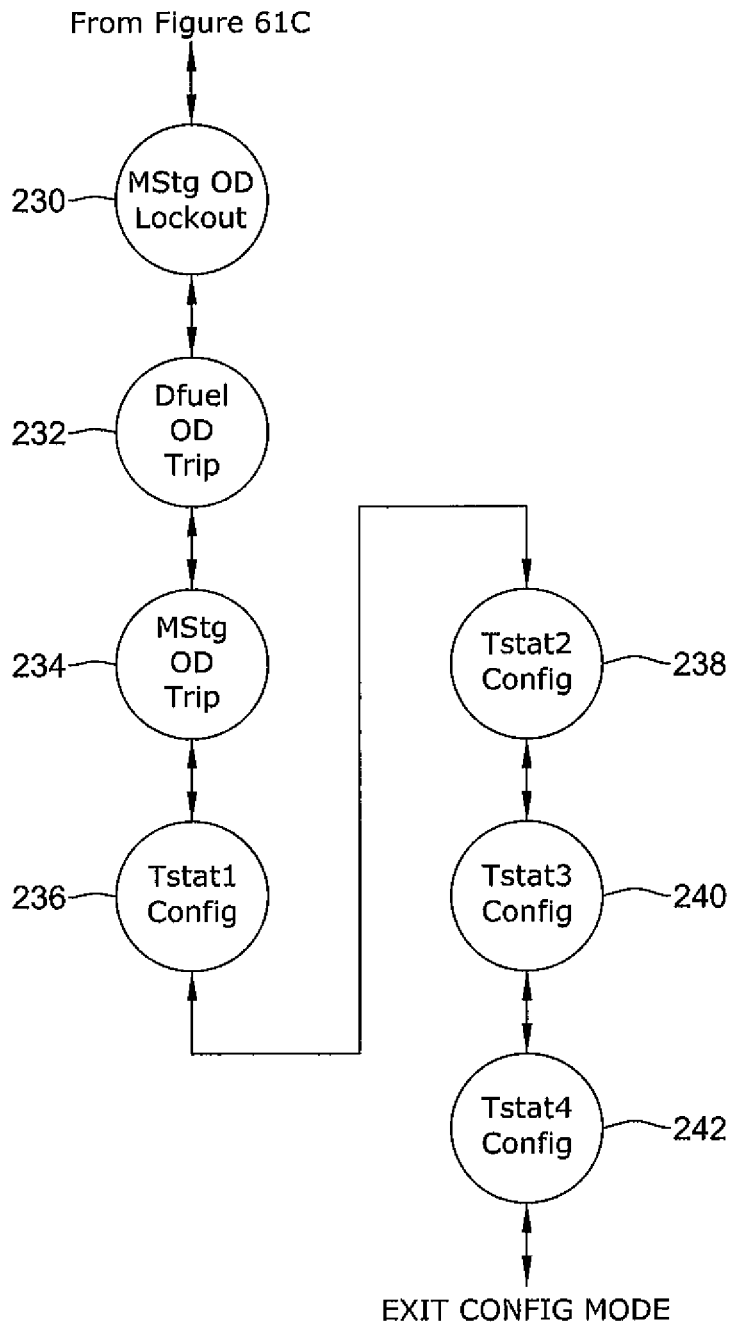 From Figure 61C
230
MStg OD
Lockout
232
Dfuel
OD
Trip
234
MStg
OD
Trip
236
Tstat1
Config
Tstat2
Config
238
Tstat3
Config
240
Tstat4
Config
242
EXIT CONFIG MODE